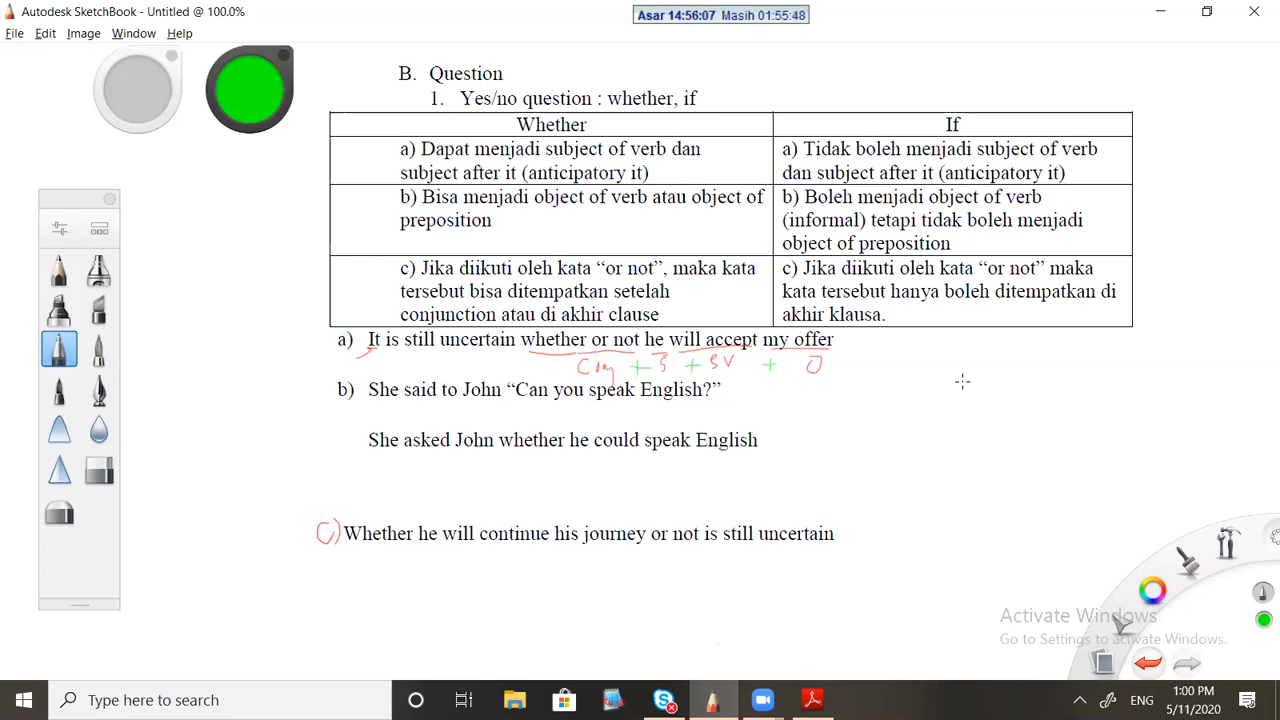 Autodesk SketchBook - Untitled @ 100.0%
Asar 14:56:07 Masih 01:55:48
File Edit Image Window Help
B. Question
1. Yes/no question : whether, if
Whether
If
a) Dapat menjadi subject of verb dan
subject after it (anticipatory it)
a) Tidak boleh menjadi subject of verb
dan subject after it (anticipatory it)
b) Bisa menjadi object of verb atau object of
preposition
b) Boleh menjadi object of verb
(informal) tetapi tidak boleh menjadi
object of preposition
c) Jika diikuti oleh kata “or not”, maka kata
tersebut bisa ditempatkan setelah
conjunction atau di akhir clause
c) Jika diikuti oleh kata “or not” maka
kata tersebut hanya boleh ditempatkan di
akhir klausa.
a) It is still uncertain whether or not he will accept my offer
+ S + + O
b) She said to John “Can you speak English?”
She asked John whether he could speak English
C) Whether he will continue his journey or not is still uncertain
Activate Windows
Go to Settings to activate Windows.
Type here to search
ENG
1:00 PM
5/11/2020